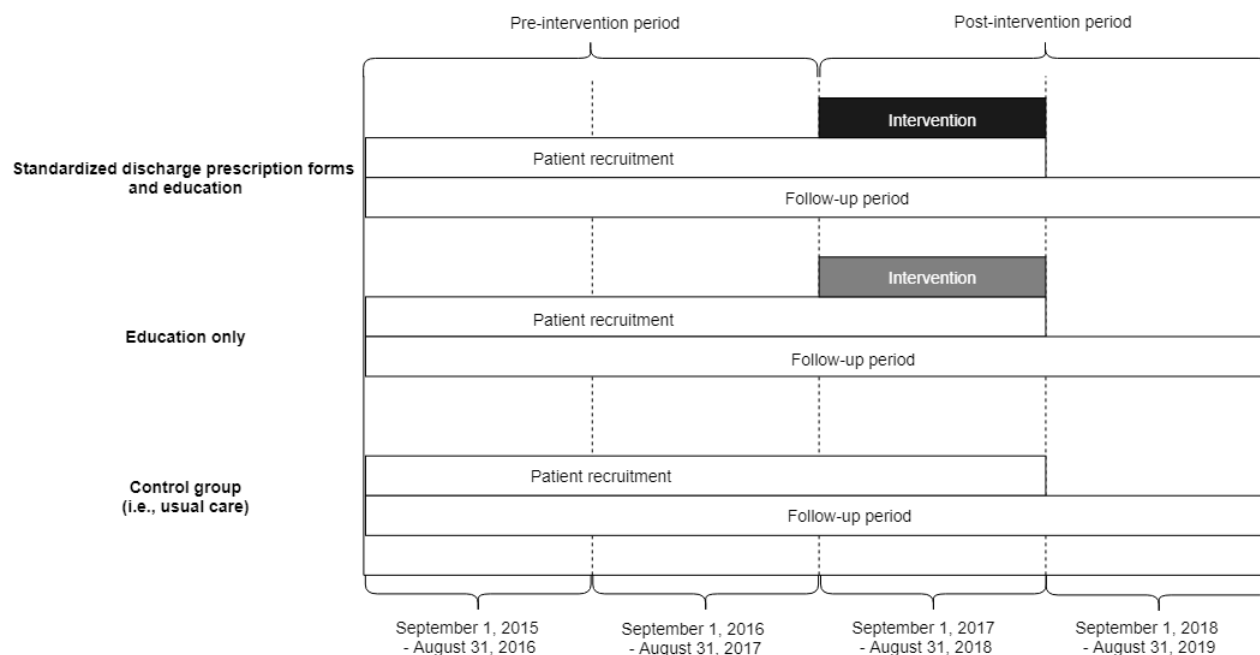 Pre-intervention period
Post-intervention period
Intervention
Patient recruitment
Standardized discharge prescription forms
and education
Follow-up period
Intervention
Patient recruitment
Education only
Follow-up period
Patient recruitment
Control group
(i.e., usual care)
Follow-up period
September 1, 2015
- August 31, 2016
September 1, 2016
- August 31, 2017
September 1, 2017
- August 31, 2018
September 1, 2018
- August 31, 2019